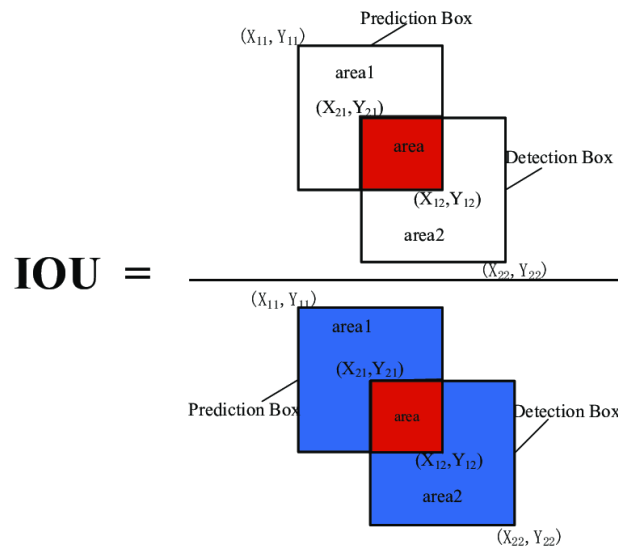 Prediction Box
(X11, Y11)
area1
(X21,Y21)
area
Detection Box
(X12,Y12)
area2
(X22, Y22)
IOU =
(X11, Y11)
area1
(X21,Y21)
Prediction Box
area
Detection Box
(X12,Y12)
area2
(X22, Y22)